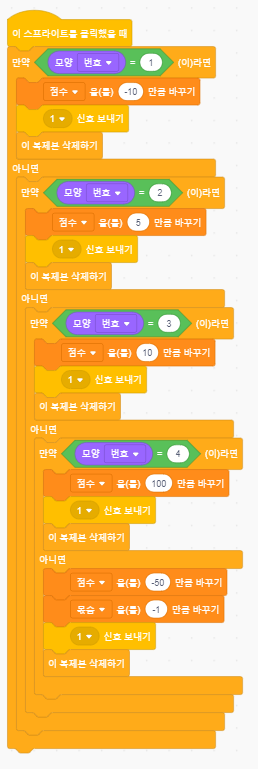 이 스프라이트를 클릭했을 때
만약 모양 번호 = 1 (이)라면
점수 을(를) -10 만큼 바꾸기
1 신호 보내기
이 복제본 삭제하기
아니면
만약 모양 번호 = 2 (이)라면
점수 을(를) 5 만큼 바꾸기
1 신호 보내기
이 복제본 삭제하기
아니면
만약 모양 번호 = 3 (이)라면
점수 을(를) 10 만큼 바꾸기
1 신호 보내기
이 복제본 삭제하기
아니면
만약 모양 번호 = 4 (이)라면
점수 을(를) 100 만큼 바꾸기
1 신호 보내기
이 복제본 삭제하기
아니면
점수 을(를) -50 만큼 바꾸기
목숨 을(를) -1 만큼 바꾸기
1 신호 보내기
이 복제본 삭제하기